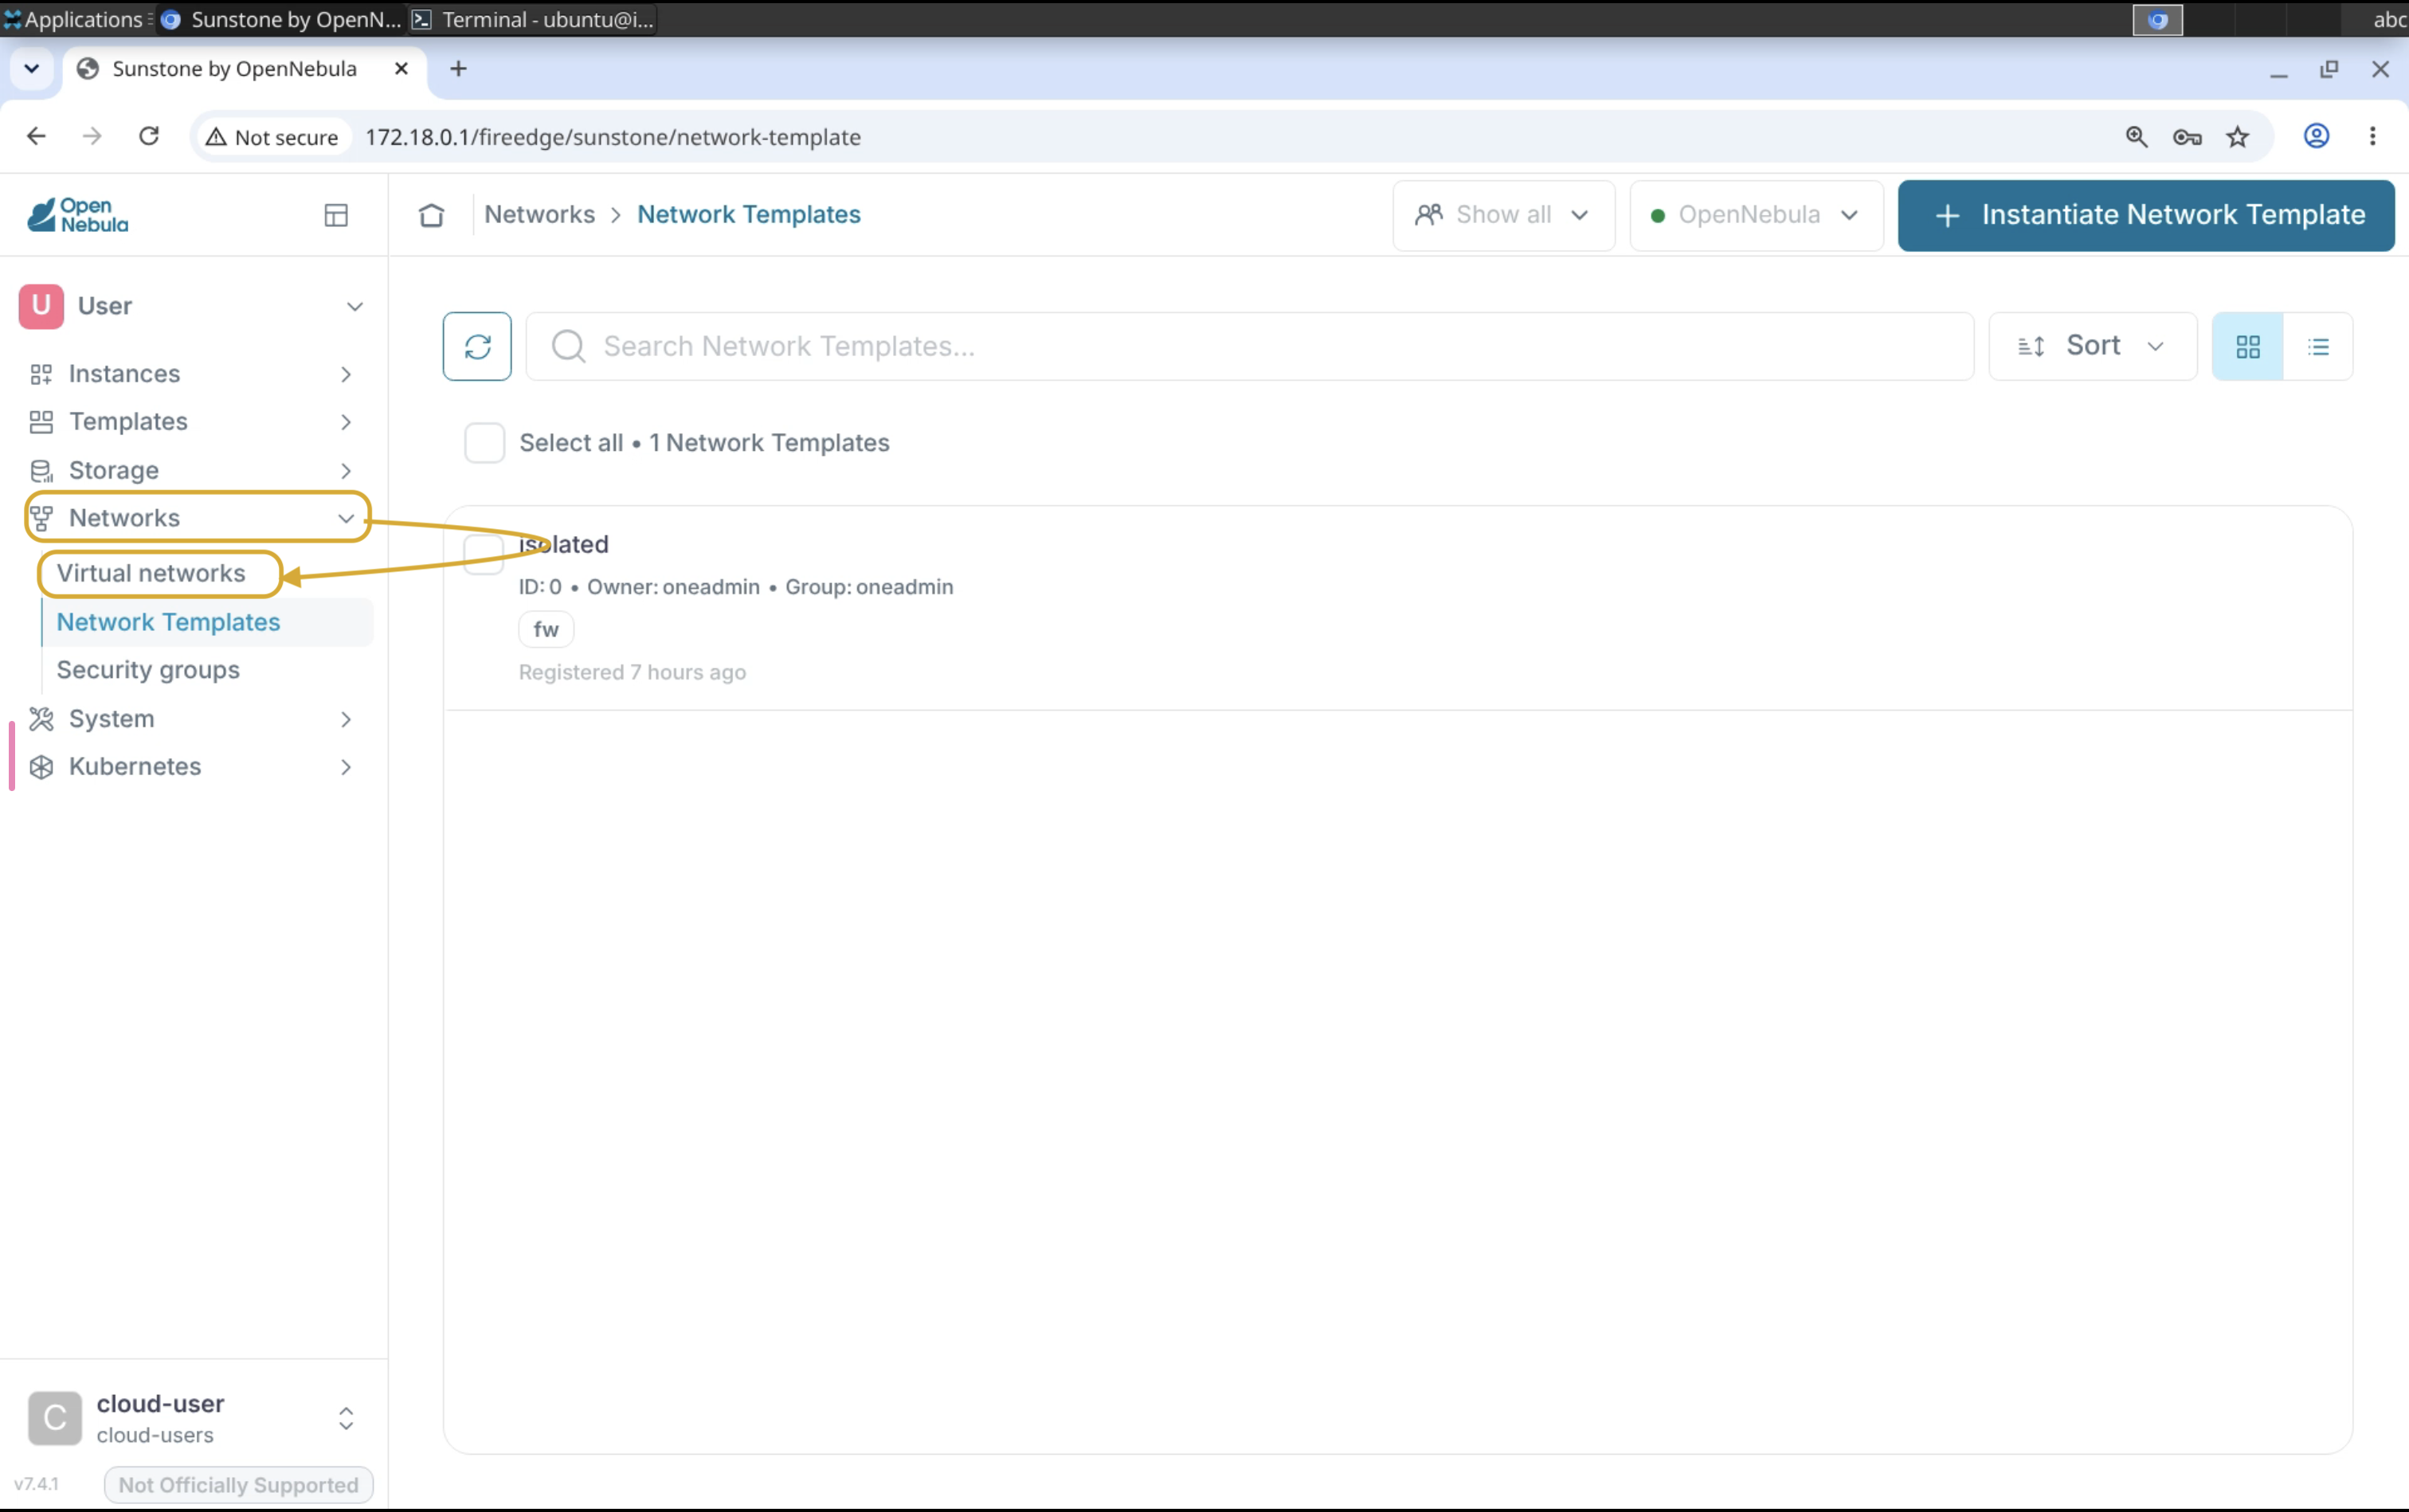 Applications
Sunstone by OpenN...
Terminal - ubuntu@i...
abc
Sunstone by OpenNebula
Not secure
172.18.0.1/fireedge/sunstone/network-template
Open
Nebula
Networks > Network Templates
Show all
OpenNebula
+ Instantiate Network Template
U
User
Instances
Templates
Storage
Networks
Virtual networks
Network Templates
Security groups
System
Kubernetes
Search Network Templates...
Sort
Select all • 1 Network Templates
isolated
ID: 0 • Owner: oneadmin • Group: oneadmin
fw
Registered 7 hours ago
C
cloud-user
cloud-users
v7.4.1
Not Officially Supported